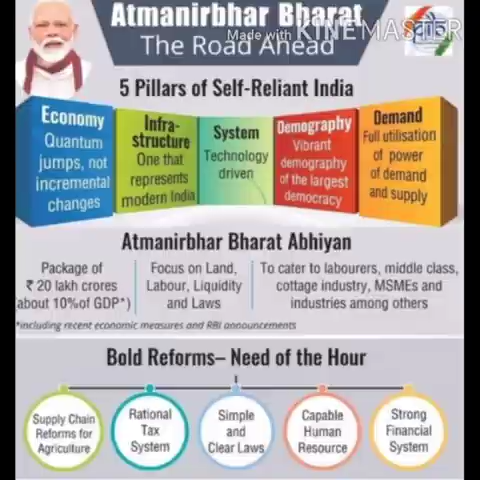 Atmanirbhar Bharat
The Road Ahead
Made with KINEMASTER
5 Pillars of Self-Reliant India
Economy
Quantum
jumps, not
incremental
changes
Infra-
structure
One that
represents
modern India
System
Technology
driven
Demography
Vibrant
demography
of the largest
democracy
Demand
Full utilisation
of power
of demand
and supply
Atmanirbhar Bharat Abhiyan
Package of
₹ 20 lakh crores
about 10%of GDP*)
Focus on Land,
Labour, Liquidity
and Laws
To cater to labourers, middle class,
cottage industry, MSMEs and
industries among others
*including recent economic measures and RBI announcements
Bold Reforms– Need of the Hour
Supply Chain
Reforms for
Agriculture
Rational
Tax
System
Simple
and
Clear Laws
Capable
Human
Resource
Strong
Financial
System